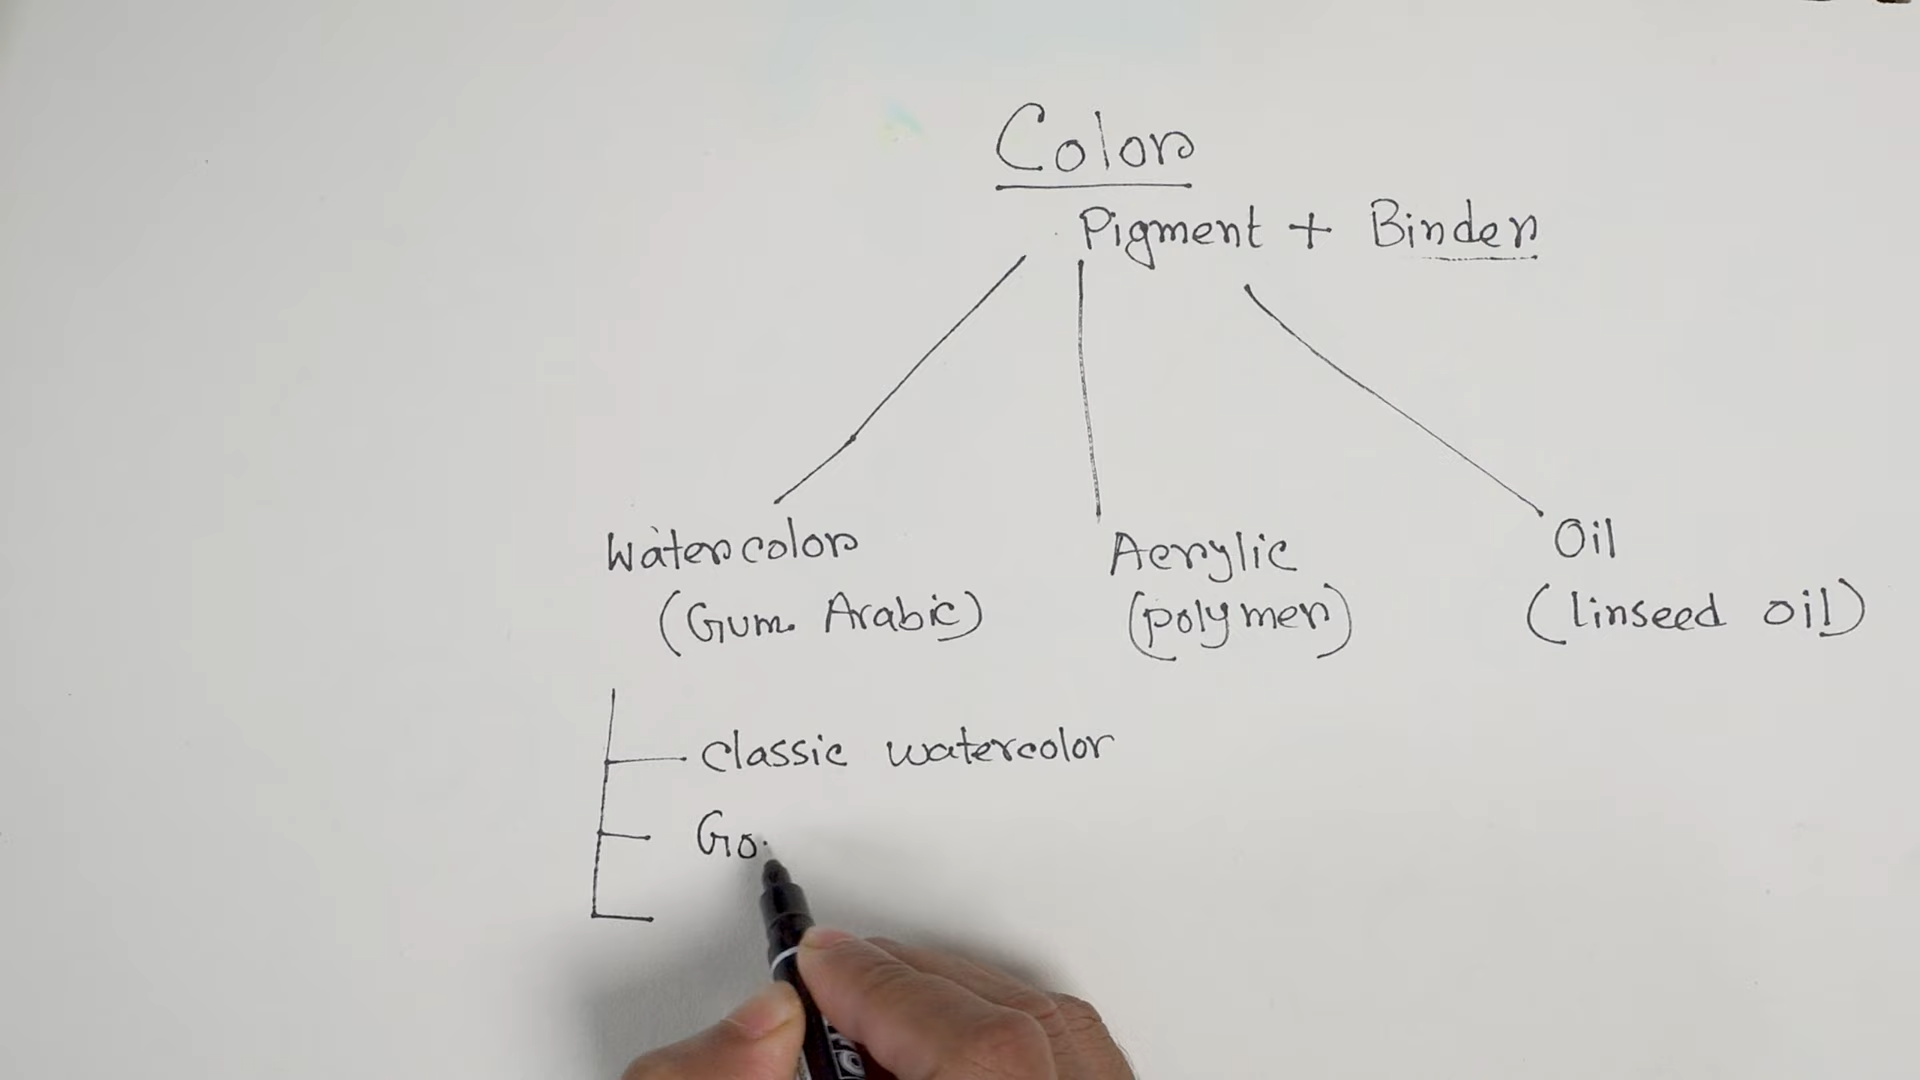 Color
Pigment + Binder
Watercolor
(Gum. Arabic)
Acrylic
(polymer)
Oil
(linseed oil)
classic watercolor
Go